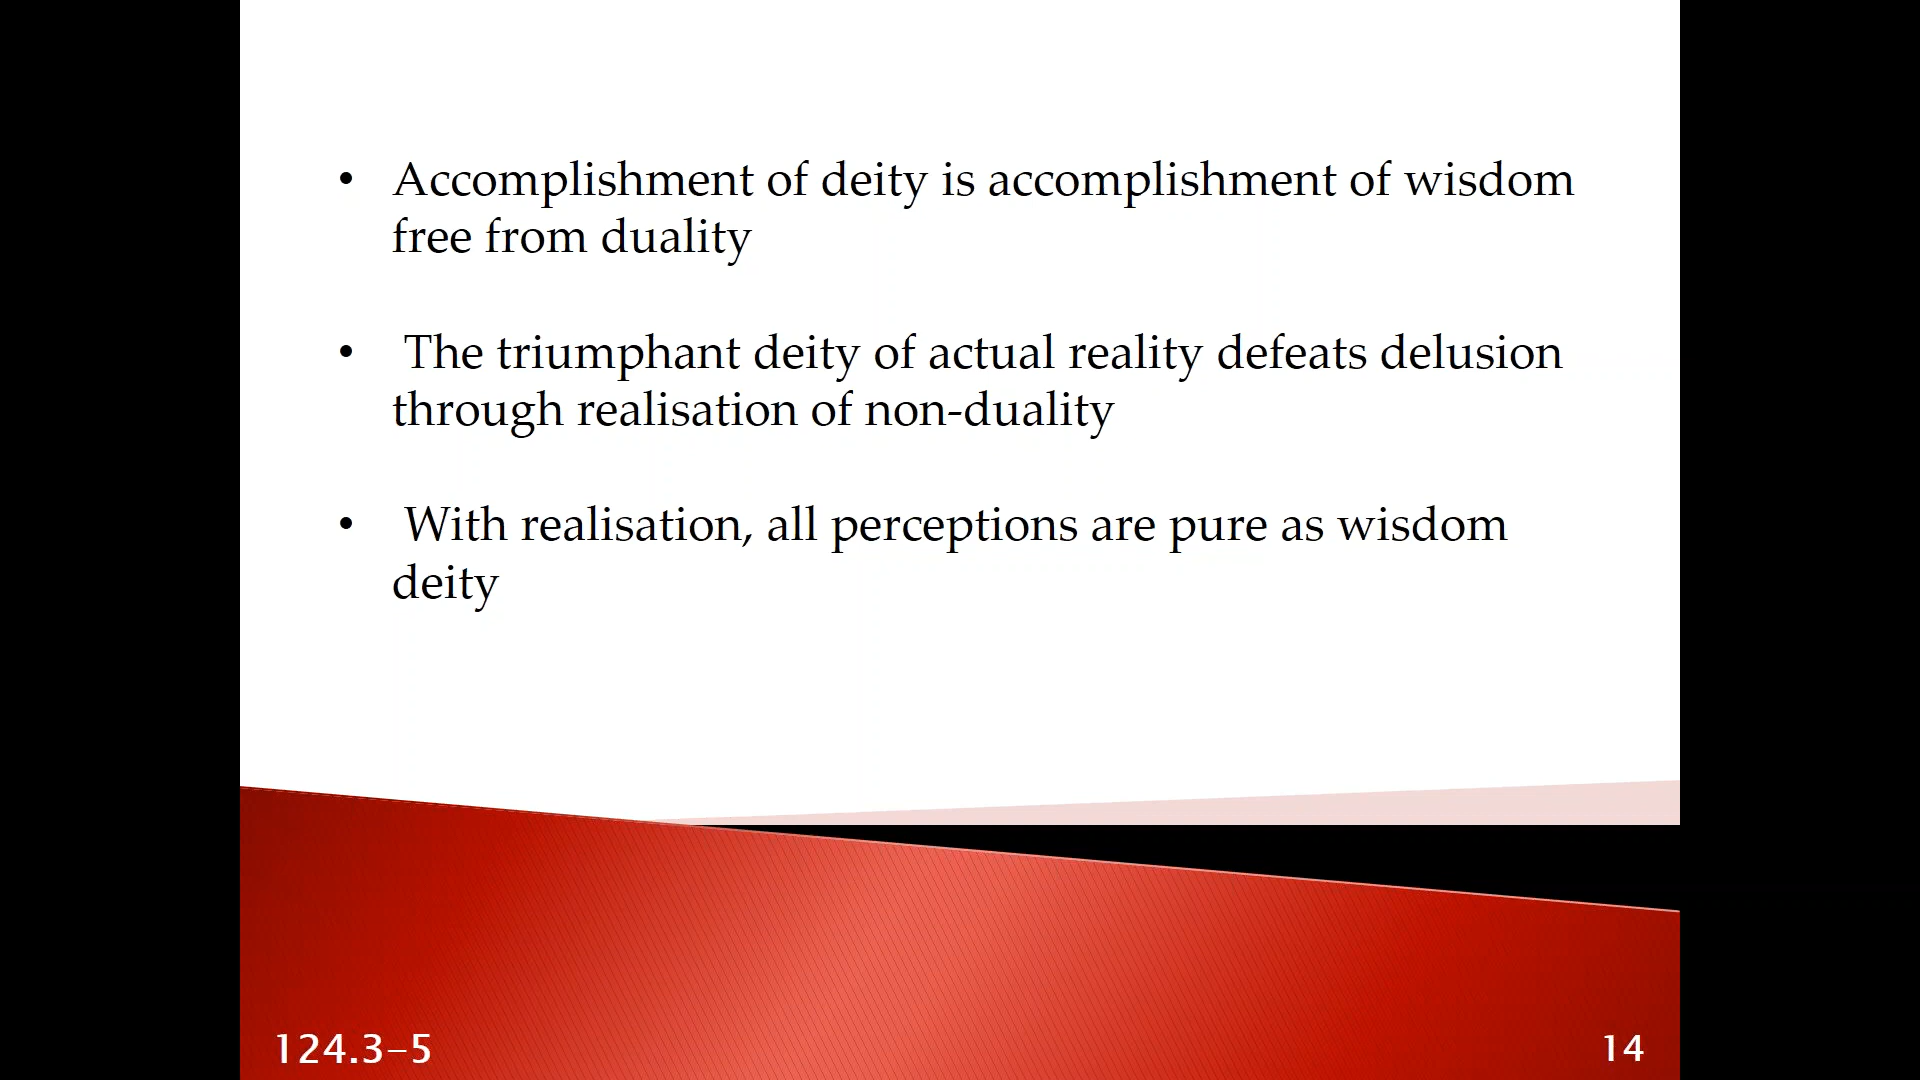 • Accomplishment of deity is accomplishment of wisdom
free from duality
• The triumphant deity of actual reality defeats delusion
through realisation of non-duality
• With realisation, all perceptions are pure as wisdom
deity
124.3-5
14